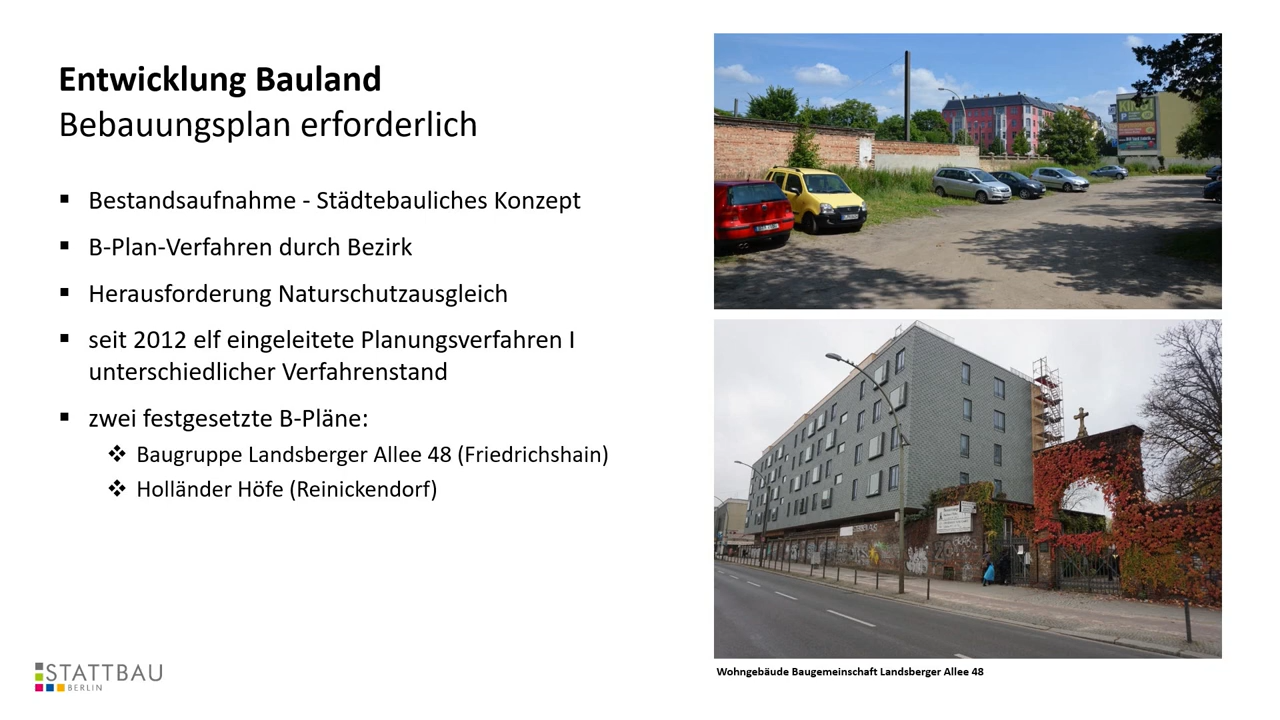 Entwicklung Bauland
Bebauungsplan erforderlich
▪ Bestandsaufnahme - Städtebauliches Konzept
▪ B-Plan-Verfahren durch Bezirk
▪ Herausforderung Naturschutzausgleich
▪ seit 2012 elf eingeleitete Planungsverfahren I
unterschiedlicher Verfahrenstand
▪ zwei festgesetzte B-Pläne:
❖ Baugruppe Landsberger Allee 48 (Friedrichshain)
❖ Holländer Höfe (Reinickendorf)
Wohngebäude Baugemeinschaft Landsberger Allee 48
STATTBAU
BERLIN